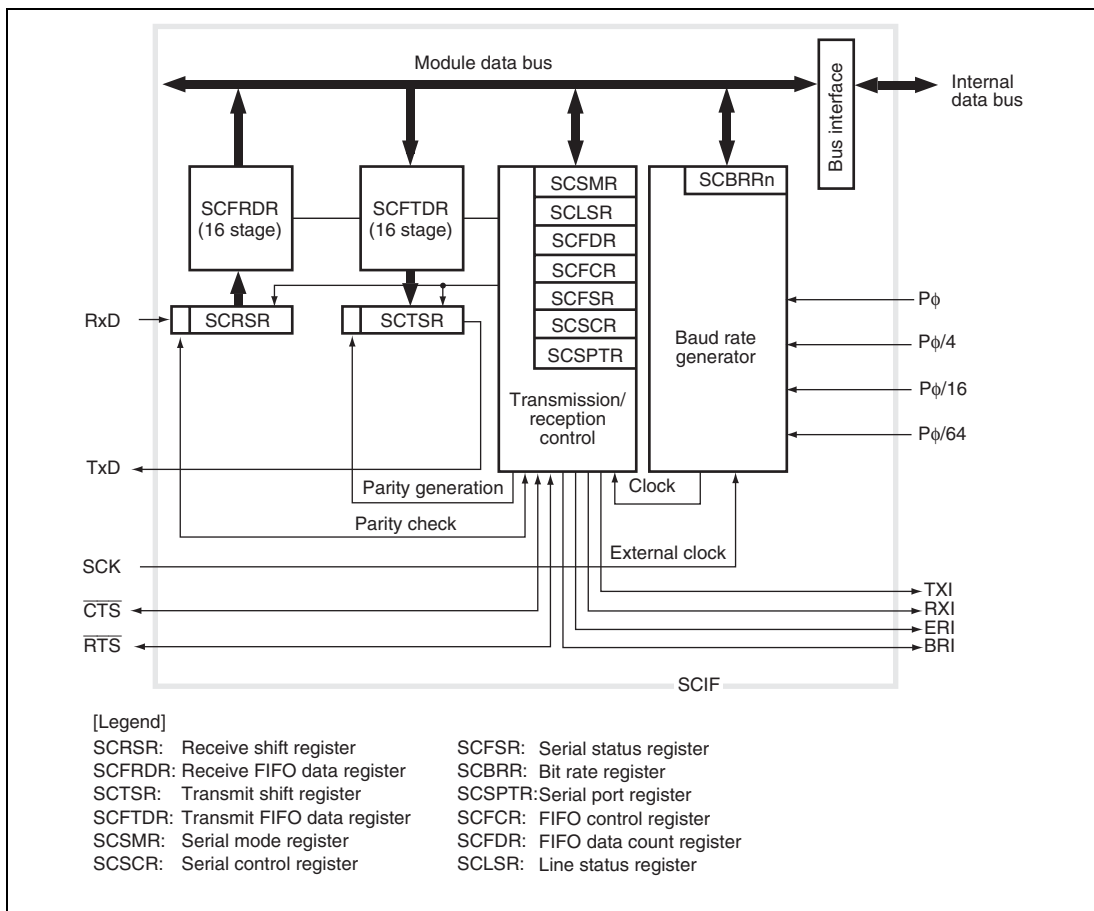 Module data bus
Bus interface
Internal
data bus
SCFRDR
(16 stage)
SCFTDR
(16 stage)
SCSMR
SCLSR
SCFDR
SCFCR
SCFSR
SCSCR
SCSPTR
Transmission/
reception
control
SCBRRn
Baud rate
generator
RxD
SCRSR
SCTSR
Pϕ
Pϕ/4
Pϕ/16
Pϕ/64
TxD
Parity generation
Clock
Parity check
SCK
External clock
CTS
RTS
TXI
RXI
ERI
BRI
SCIF
[Legend]
SCRSR: Receive shift register
SCFRDR: Receive FIFO data register
SCTSR: Transmit shift register
SCFTDR: Transmit FIFO data register
SCSMR: Serial mode register
SCSCR: Serial control register
SCFSR: Serial status register
SCBRR: Bit rate register
SCSPTR:Serial port register
SCFCR: FIFO control register
SCFDR: FIFO data count register
SCLSR: Line status register